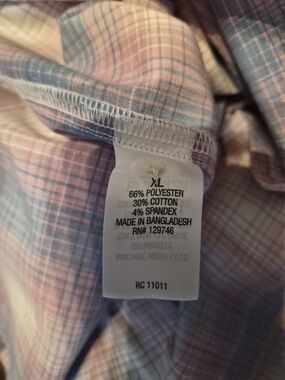 XL
66% POLYESTER
30% COTTON
4% SPANDEX
MADE IN BANGLADESH
RN# 129746
RC 11011